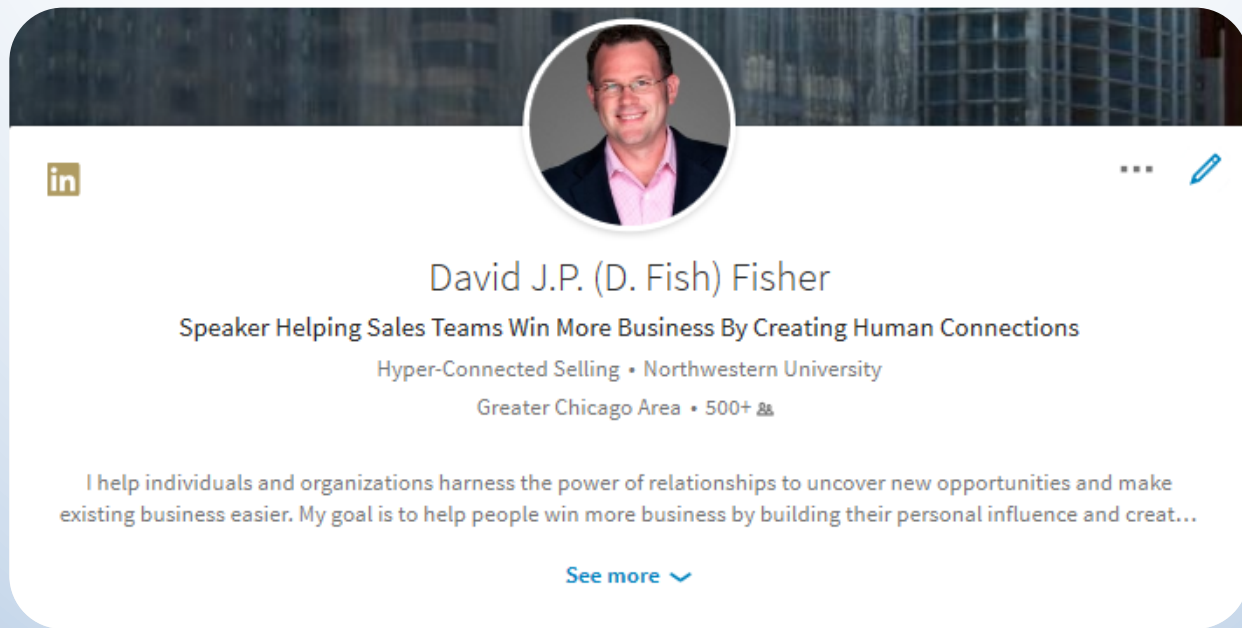 in
David J.P. (D. Fish) Fisher
Speaker Helping Sales Teams Win More Business By Creating Human Connections
Hyper-Connected Selling • Northwestern University
Greater Chicago Area • 500+
I help individuals and organizations harness the power of relationships to uncover new opportunities and make
existing business easier. My goal is to help people win more business by building their personal influence and creat...
See more